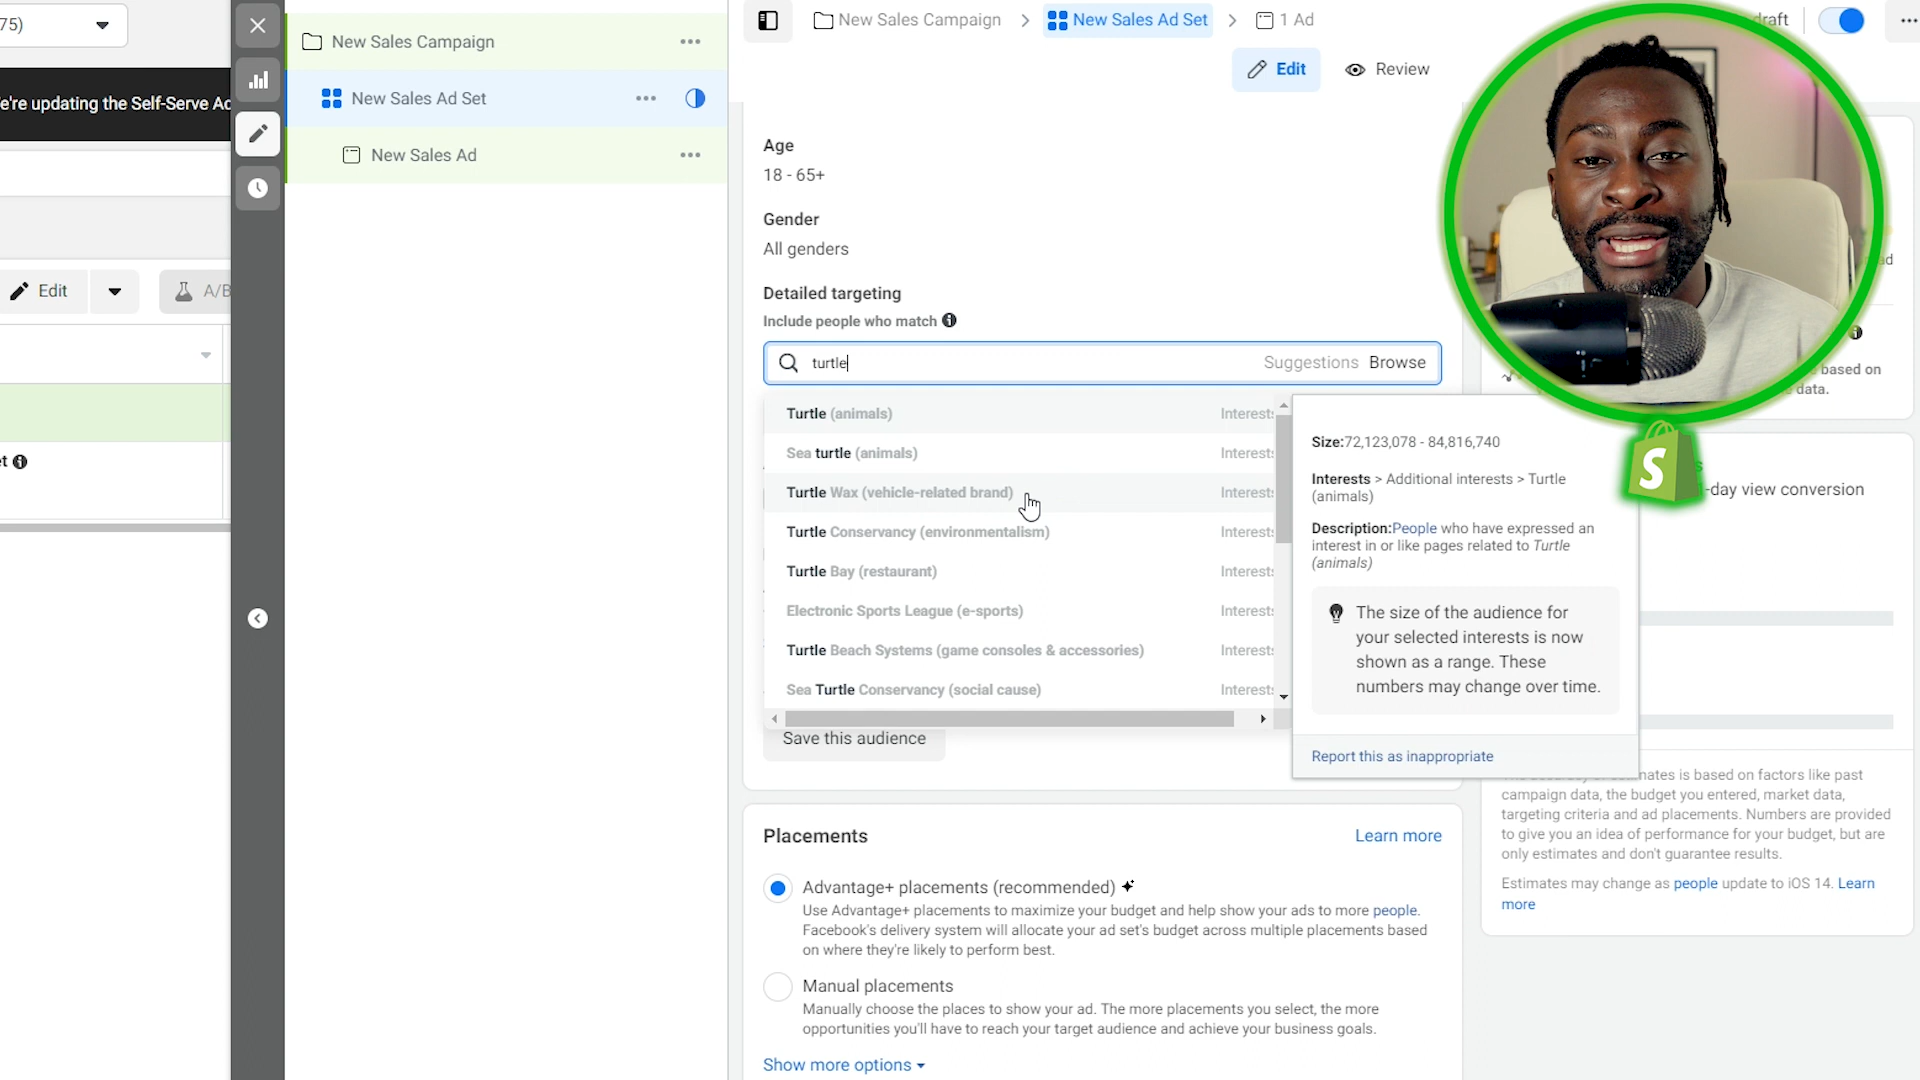 75)
e're updating the Self-Serve Ac
Edit
A/B
t
New Sales Campaign
New Sales Ad Set
New Sales Ad
New Sales Campaign
New Sales Ad Set
1 Ad
draft
Edit
Review
Age
18 - 65+
Gender
All genders
Detailed targeting
Include people who match
turtle
Suggestions
Browse
Turtle (animals)
Interests
Sea turtle (animals)
Interests
Turtle Wax (vehicle-related brand)
Interests
Turtle Conservancy (environmentalism)
Interests
Turtle Bay (restaurant)
Interests
Electronic Sports League (e-sports)
Interests
Turtle Beach Systems (game consoles & accessories)
Interests
Sea Turtle Conservancy (social cause)
Interests
Save this audience
Size:72,123,078 - 84,816,740
Interests > Additional interests > Turtle
(animals)
Description:People who have expressed an
interest in or like pages related to Turtle
(animals)
The size of the audience for
your selected interests is now
shown as a range. These
numbers may change over time.
Report this as inappropriate
ad
based on
data.
S
s
-day view conversion
estimates is based on factors like past
campaign data, the budget you entered, market data,
targeting criteria and ad placements. Numbers are provided
to give you an idea of performance for your budget, but are
only estimates and don't guarantee results.
Estimates may change as people update to iOS 14. Learn
more
Placements
Learn more
Advantage+ placements (recommended)
Use Advantage+ placements to maximize your budget and help show your ads to more people.
Facebook's delivery system will allocate your ad set's budget across multiple placements based
on where they're likely to perform best.
Manual placements
Manually choose the places to show your ad. The more placements you select, the more
opportunities you'll have to reach your target audience and achieve your business goals.
Show more options